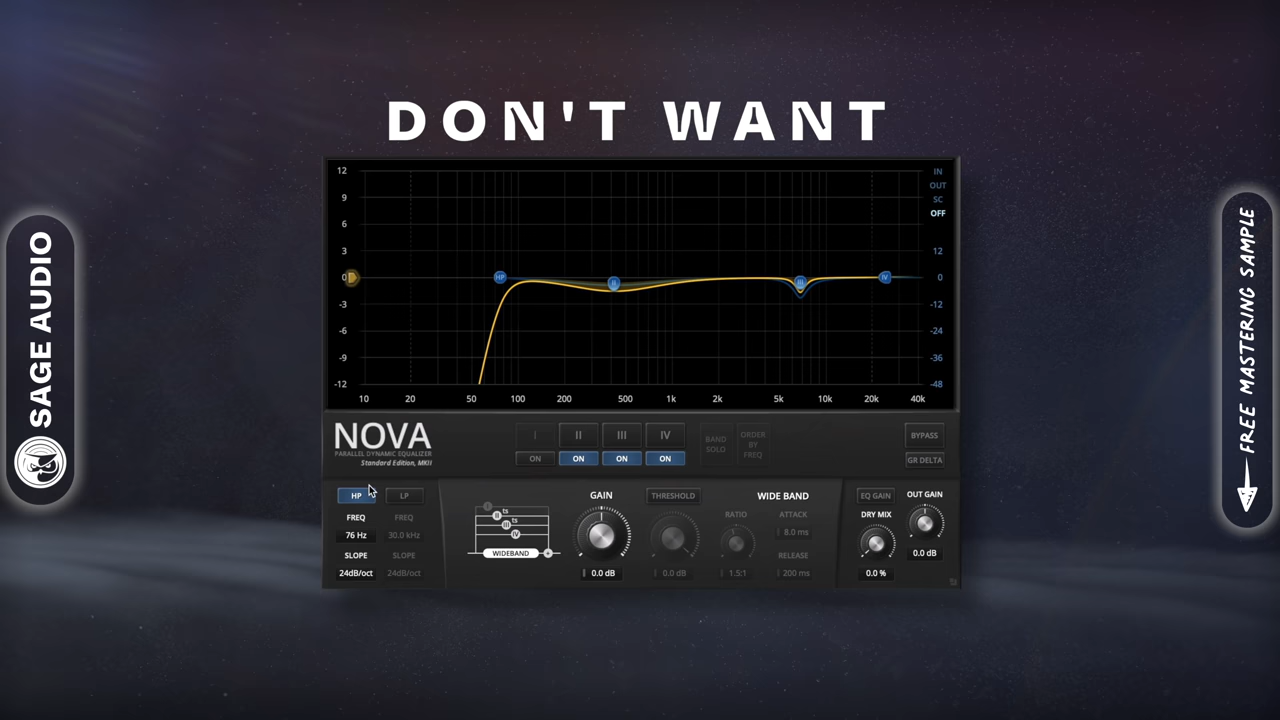 DON'T WANT
SAGE AUDIO
FREE MASTERING SAMPLE
12
9
6
3
0
-3
-6
-9
-12
IN
OUT
SC
OFF
12
0
-12
-24
-36
-48
HP
II
III
IV
10 20 50 100 200 500 1k 2k 5k 10k 20k 40k
NOVA
PARALLEL DYNAMIC EQUALIZER
Standard Edition, MKII
I II III IV
ON ON ON ON
BAND SOLO
ORDER BY FREQ
BYPASS
GR DELTA
HP LP
FREQ FREQ
76 Hz 30.0 kHz
SLOPE SLOPE
24dB/oct 24dB/oct
I
II ts
III ts
IV
WIDEBAND
GAIN
0.0 dB
THRESHOLD
0.0 dB
WIDE BAND
RATIO
1.5:1
ATTACK
8.0 ms
RELEASE
200 ms
EQ GAIN
DRY MIX
0.0 %
OUT GAIN
0.0 dB